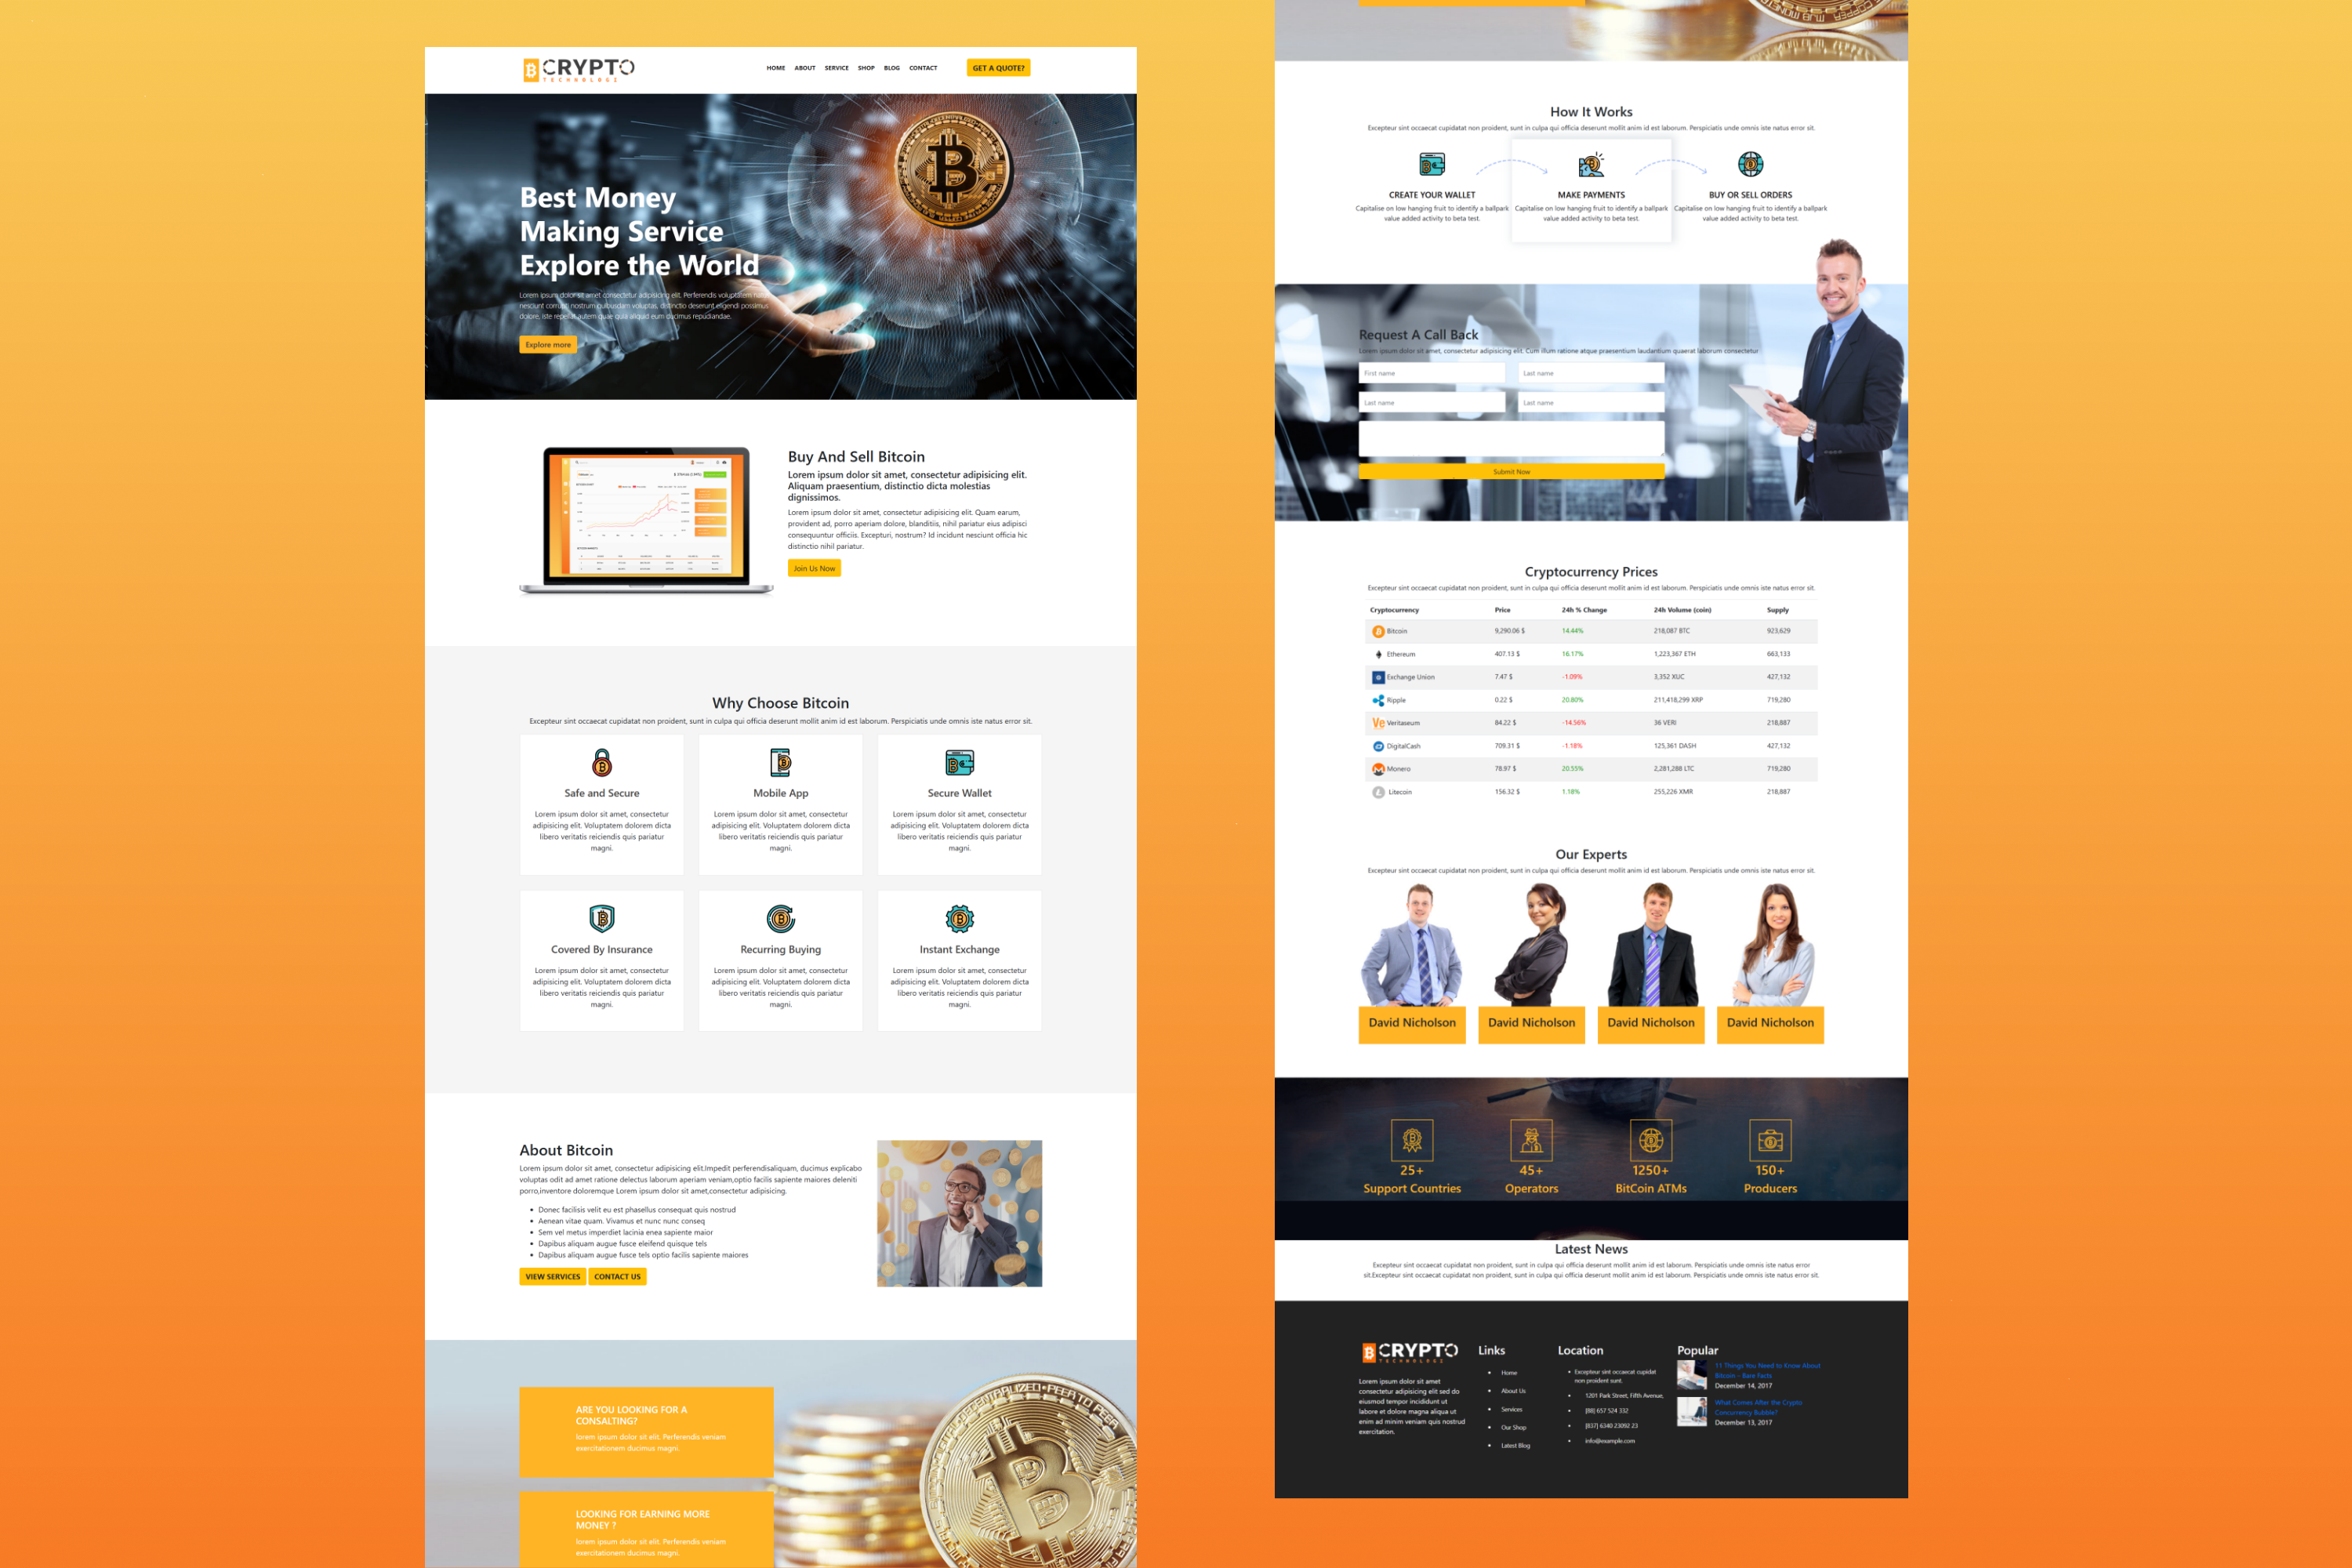 CRYPTO
TECHNOLOGI
HOME ABOUT SERVICE SHOP BLOG CONTACT
GET A QUOTE?
Best Money
Making Service
Explore the World
Lorem ipsum dolor sit amet consectetur adipisicing elit. Perferendis voluptatem
nesciunt nostrum quibusdam voluptas, distinctio deserunt eligendi possimus
dolore, iste repellat autem quae quia aliquid eum ducimus repudiandae.
Explore more
Buy And Sell Bitcoin
Lorem ipsum dolor sit amet, consectetur adipisicing elit.
Aliquam praesentium, distinctio dicta molestias
dignissimos.
Lorem ipsum dolor sit amet, consectetur adipisicing elit. Quam earum,
provident ad, porro aperiam dolore, blanditiis, nihil pariatur eius adipisci
consequuntur officiis. Excepturi, nostrum? Id incidunt nesciunt officia hic
distinctio nihil pariatur.
Join Us Now
Why Choose Bitcoin
Excepteur sint occaecat cupidatat non proident, sunt in culpa qui officia deserunt mollit anim id est laborum. Perspiciatis unde omnis iste natus error sit.
Safe and Secure
Lorem ipsum dolor sit amet, consectetur
adipisicing elit. Voluptatem dolorem dicta
libero veritatis reiciendis quis pariatur
magni.
Mobile App
Lorem ipsum dolor sit amet, consectetur
adipisicing elit. Voluptatem dolorem dicta
libero veritatis reiciendis quis pariatur
magni.
Secure Wallet
Lorem ipsum dolor sit amet, consectetur
adipisicing elit. Voluptatem dolorem dicta
libero veritatis reiciendis quis pariatur
magni.
Covered By Insurance
Lorem ipsum dolor sit amet, consectetur
adipisicing elit. Voluptatem dolorem dicta
libero veritatis reiciendis quis pariatur
magni.
Recurring Buying
Lorem ipsum dolor sit amet, consectetur
adipisicing elit. Voluptatem dolorem dicta
libero veritatis reiciendis quis pariatur
magni.
Instant Exchange
Lorem ipsum dolor sit amet, consectetur
adipisicing elit. Voluptatem dolorem dicta
libero veritatis reiciendis quis pariatur
magni.
About Bitcoin
Lorem ipsum dolor sit amet, consectetur adipisicing elit.Impedit perferendisaliquam, ducimus explicabo
voluptas odit ad amet ratione delectus laborum aperiam veniam,optio facilis sapiente maiores deleniti
porro,inventore doloremque Lorem ipsum dolor sit amet,consectetur adipisicing.
• Donec facilisis velit eu est phasellus consequat quis nostrud
• Aenean vitae quam. Vivamus et nunc nunc conseq
• Sem vel metus imperdiet lacinia enea sapiente maior
• Dapibus aliquam augue fusce eleifend quisque tels
• Dapibus aliquam augue fusce tels optio facilis sapiente maiores
VIEW SERVICES CONTACT US
ARE YOU LOOKING FOR A
CONSALTING?
lorem ipsum dolor sit elit. Perferendis veniam
exercitationem ducimus magni.
LOOKING FOR EARNING MORE
MONEY ?
lorem ipsum dolor sit elit. Perferendis veniam
exercitationem ducimus magni.
DECENTRALIZED • PEER TO PEER
How It Works
Excepteur sint occaecat cupidatat non proident, sunt in culpa qui officia deserunt mollit anim id est laborum. Perspiciatis unde omnis iste natus error sit.
CREATE YOUR WALLET
Capitalise on low hanging fruit to identify a ballpark
value added activity to beta test.
MAKE PAYMENTS
Capitalise on low hanging fruit to identify a ballpark
value added activity to beta test.
BUY OR SELL ORDERS
Capitalise on low hanging fruit to identify a ballpark
value added activity to beta test.
Request A Call Back
Lorem ipsum dolor sit amet, consectetur adipisicing elit. Cum illum ratione atque praesentium laudantium quaerat laborum consectetur
First name Last name
Last name Last name
Submit Now
Cryptocurrency Prices
Excepteur sint occaecat cupidatat non proident, sunt in culpa qui officia deserunt mollit anim id est laborum. Perspiciatis unde omnis iste natus error sit.
Cryptocurrency Price 24h % Change 24h Volume (coin) Supply
Bitcoin 9,290.06 $ 14.44% 218,087 BTC 923,629
Ethereum 407.13 $ 16.17% 1,223,367 ETH 663,133
Exchange Union 7.47 $ -1.09% 3,352 XUC 427,132
Ripple 0.22 $ 20.80% 211,418,299 XRP 719,280
Ve Veritaseum 84.22 $ -14.56% 36 VERI 218,887
DigitalCash 709.31 $ -1.18% 125,361 DASH 427,132
Monero 78.97 $ 20.55% 2,281,288 LTC 719,280
Litecoin 156.32 $ 1.18% 255,226 XMR 218,887
Our Experts
Excepteur sint occaecat cupidatat non proident, sunt in culpa qui officia deserunt mollit anim id est laborum. Perspiciatis unde omnis iste natus error sit.
David Nicholson David Nicholson David Nicholson David Nicholson
25+ 45+ 1250+ 150+
Support Countries Operators BitCoin ATMs Producers
Latest News
Excepteur sint occaecat cupidatat non proident, sunt in culpa qui officia deserunt mollit anim id est laborum. Perspiciatis unde omnis iste natus error
sit.Excepteur sint occaecat cupidatat non proident, sunt in culpa qui officia deserunt mollit anim id est laborum. Perspiciatis unde omnis iste natus error sit.
CRYPTO
TECHNOLOGI
Lorem ipsum dolor sit amet
consectetur adipisicing elit sed do
eiusmod tempor incididunt ut
labore et dolore magna aliqua ut
enim ad minim veniam quis nostrud
exercitation.
Links
• Home
• About Us
• Services
• Our Shop
• Latest Blog
Location
• Excepteur sint occaecat cupidat
non proident sunt.
• 1201 Park Street, Fifth Avenue,
• [88] 657 524 332
• [837] 6340 23092 23
• info@example.com
Popular
11 Things You Need to Know About
Bitcoin – Bare Facts
December 14, 2017
What Comes After the Crypto
Concurrency Bubble?
December 13, 2017